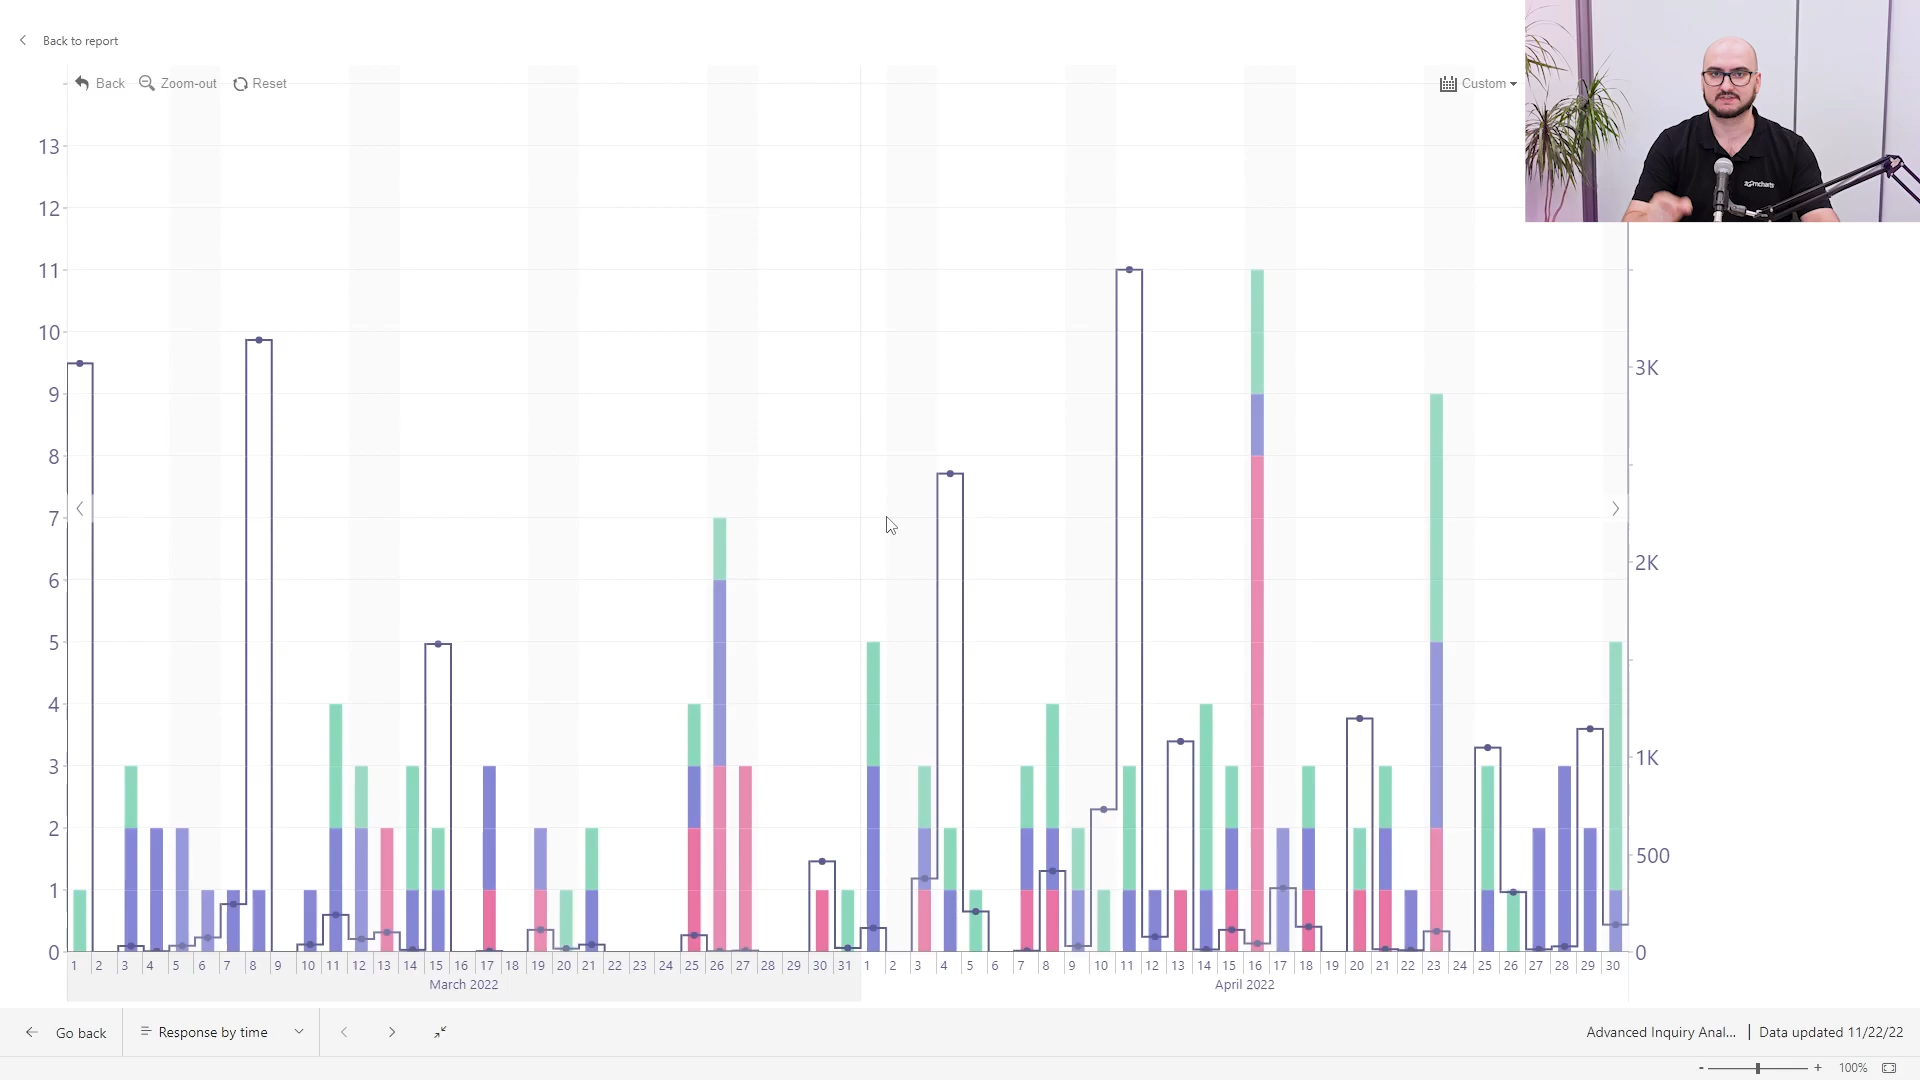 Back to report
Back Zoom-out Reset Custom
13
12
11
10
9
8
7
6
5
4
3
2
1
0
3K
2K
1K
500
0
1 2 3 4 5 6 7 8 9 10 11 12 13 14 15 16 17 18 19 20 21 22 23 24 25 26 27 28 29 30 31 1 2 3 4 5 6 7 8 9 10 11 12 13 14 15 16 17 18 19 20 21 22 23 24 25 26 27 28 29 30
March 2022 April 2022
zoomcharts
Go back Response by time Advanced Inquiry Anal... | Data updated 11/22/22
- + 100%